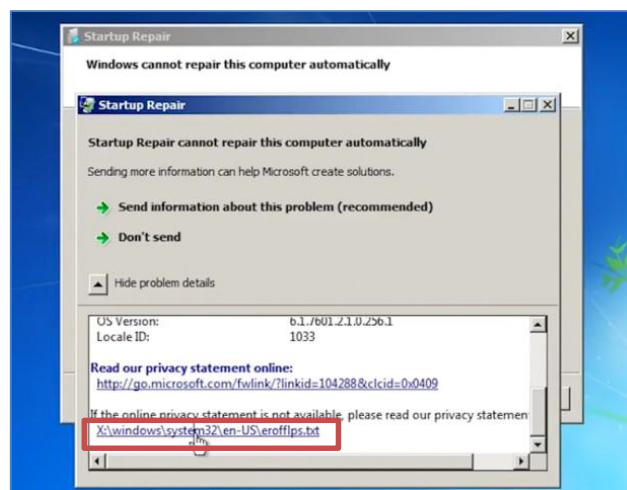 Startup Repair
Windows cannot repair this computer automatically
Startup Repair
Startup Repair cannot repair this computer automatically
Sending more information can help Microsoft create solutions.
Send information about this problem (recommended)
Don't send
Hide problem details
OS Version: 6.1.7601.2.1.0.256.1
Locale ID: 1033
Read our privacy statement online:
http://go.microsoft.com/fwlink/?linkid=104288&clcid=0x0409
If the online privacy statement is not available, please read our privacy statemen
X:\windows\system32\en-US\erofflps.txt